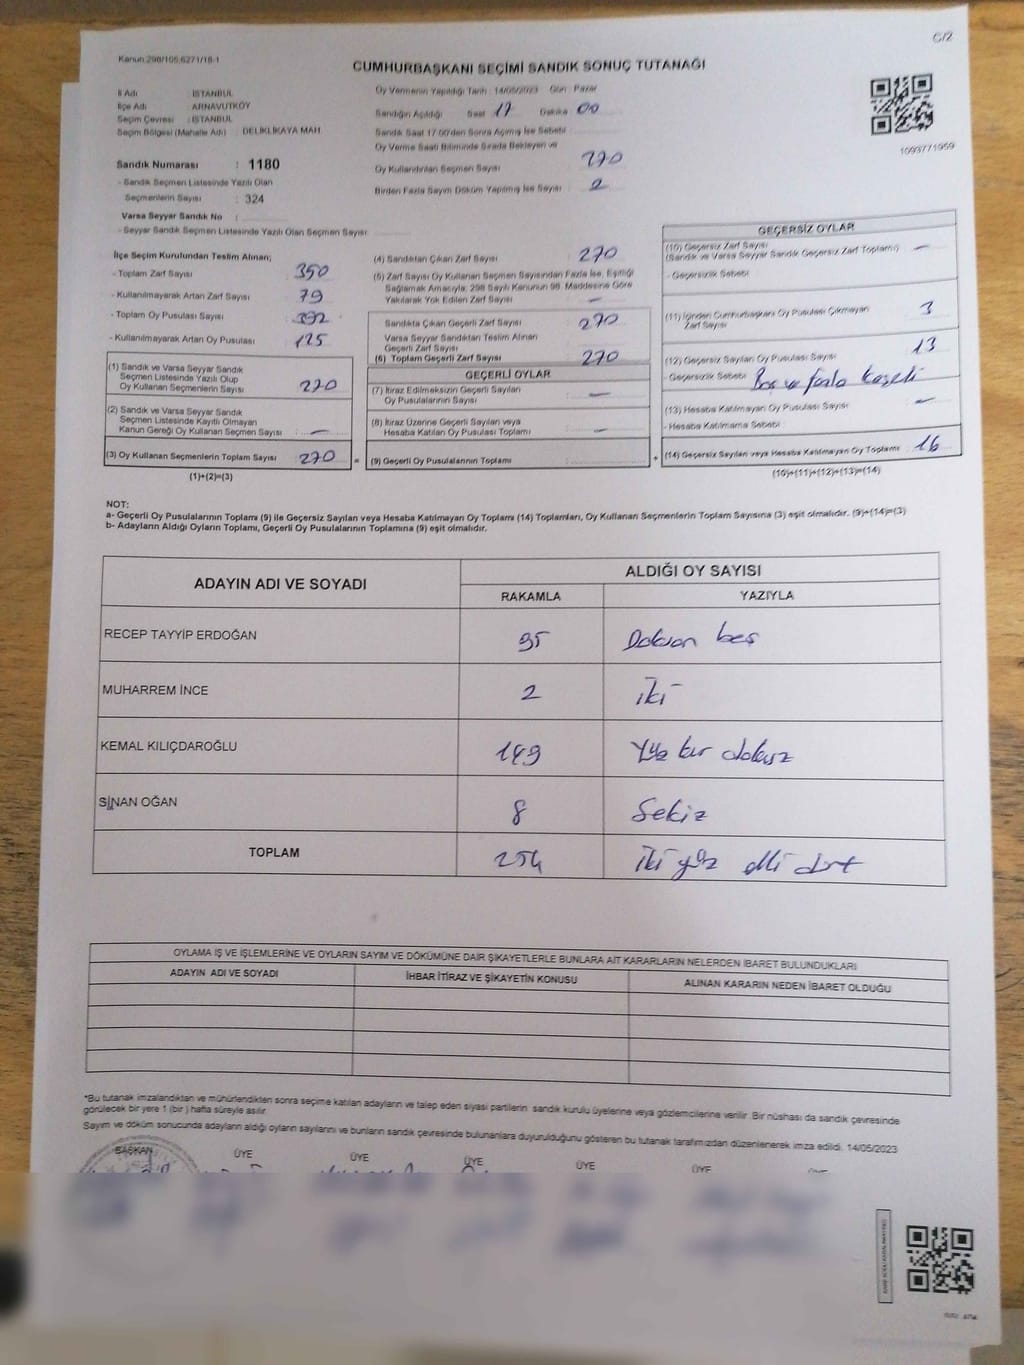 C/2
Kanun:298/105,6271/18-1
CUMHURBAŞKANI SEÇİMİ SANDIK SONUÇ TUTANAĞI
İl Adı : İSTANBUL
İlçe Adı : ARNAVUTKÖY
Seçim Çevresi : İSTANBUL
Seçim Bölgesi (Mahalle Adı) : DELİKLİKAYA MAH.
Sandık Numarası : 1180
- Sandık Seçmen Listesinde Yazılı Olan
Seçmenlerin Sayısı : 324
Varsa Seyyar Sandık No :
- Seyyar Sandık Seçmen Listesinde Yazılı Olan Seçmen Sayısı:
Oy Vermenin Yapıldığı Tarih : 14/05/2023 Gün : Pazar
Sandığın Açıldığı Saat : 17 Dakika : 00
Sandık Saat 17:00'den Sonra Açılmış İse Sebebi :
Oy Verme Saati Bitiminde Sırada Bekleyen ve
Oy Kullandırılan Seçmen Sayısı : 270
Birden Fazla Sayım Döküm Yapılmış İse Sayısı : 2
1093771959
İlçe Seçim Kurulundan Teslim Alınan;
- Toplam Zarf Sayısı : 350
- Kullanılmayarak Artan Zarf Sayısı : 79
- Toplam Oy Pusulası Sayısı : 392
- Kullanılmayarak Artan Oy Pusulası : 125
(1) Sandık ve Varsa Seyyar Sandık
Seçmen Listesinde Yazılı Olup
Oy Kullanan Seçmenlerin Sayısı : 270
(2) Sandık ve Varsa Seyyar Sandık
Seçmen Listesinde Kayıtlı Olmayan
Kanun Gereği Oy Kullanan Seçmen Sayısı : —
(3) Oy Kullanan Seçmenlerin Toplam Sayısı : 270 =
(1)+(2)=(3)
(4) Sandıktan Çıkan Zarf Sayısı : 270
(5) Zarf Sayısı Oy Kullanan Seçmen Sayısından Fazla İse, Eşitliği
Sağlamak Amacıyla; 298 Sayılı Kanunun 98. Maddesine Göre
Yakılarak Yok Edilen Zarf Sayısı : —
Sandıkta Çıkan Geçerli Zarf Sayısı : 270
Varsa Seyyar Sandıktan Teslim Alınan
Geçerli Zarf Sayısı :
(6) Toplam Geçerli Zarf Sayısı : 270
GEÇERLİ OYLAR
(7) İtiraz Edilmeksizin Geçerli Sayılan
Oy Pusulalarının Sayısı : —
(8) İtiraz Üzerine Geçerli Sayılan veya
Hesaba Katılan Oy Pusulası Toplamı : —
(9) Geçerli Oy Pusulalarının Toplamı : +
GEÇERSİZ OYLAR
(10) Geçersiz Zarf Sayısı : —
(Sandık ve Varsa Seyyar Sandık Geçersiz Zarf Toplamı)
- Geçersizlik Sebebi :
(11) İçinden Cumhurbaşkanı Oy Pusulası Çıkmayan
Zarf Sayısı : 3
(12) Geçersiz Sayılan Oy Pusulası Sayısı : 13
- Geçersizlik Sebebi : Boş ve fazla kaşeli
(13) Hesaba Katılmayan Oy Pusulası Sayısı : —
- Hesaba Katılmama Sebebi :
(14) Geçersiz Sayılan veya Hesaba Katılmayan Oy Toplamı : 16
(10)+(11)+(12)+(13)=(14)
NOT:
a- Geçerli Oy Pusulalarının Toplamı (9) ile Geçersiz Sayılan veya Hesaba Katılmayan Oy Toplamı (14) Toplamları, Oy Kullanan Seçmenlerin Toplam Sayısına (3) eşit olmalıdır. (9)+(14)=(3)
b- Adayların Aldığı Oyların Toplamı, Geçerli Oy Pusulalarının Toplamına (9) eşit olmalıdır.
ADAYIN ADI VE SOYADI ALDIĞI OY SAYISI
RAKAMLA YAZIYLA
RECEP TAYYİP ERDOĞAN 95 Doksan beş
MUHARREM İNCE 2 iki
KEMAL KILIÇDAROĞLU 149 Yüz kır dokuz
SİNAN OĞAN 8 Sekiz
TOPLAM 254 iki yüz elli dört
OYLAMA İŞ VE İŞLEMLERİNE VE OYLARIN SAYIM VE DÖKÜMÜNE DAİR ŞİKAYETLERLE BUNLARA AİT KARARLARIN NELERDEN İBARET BULUNDUKLARI
ADAYIN ADI VE SOYADI İHBAR İTİRAZ VE ŞİKAYETİN KONUSU ALINAN KARARIN NEDEN İBARET OLDUĞU
*Bu tutanak imzalandıktan ve mühürlendikten sonra seçime katılan adayların ve talep eden siyasi partilerin sandık kurulu üyelerine veya gözlemcilerine verilir. Bir nüshası da sandık çevresinde
görülecek bir yere 1 (bir ) hafta süreyle asılır.
Sayım ve döküm sonucunda adayların aldığı oyların sayılarını ve bunların sandık çevresinde bulunanlara duyurulduğunu gösteren bu tutanak tarafımızdan düzenlenerek imza edildi. 14/05/2023
BAŞKAN ÜYE ÜYE ÜYE ÜYE ÜYE ÜYE